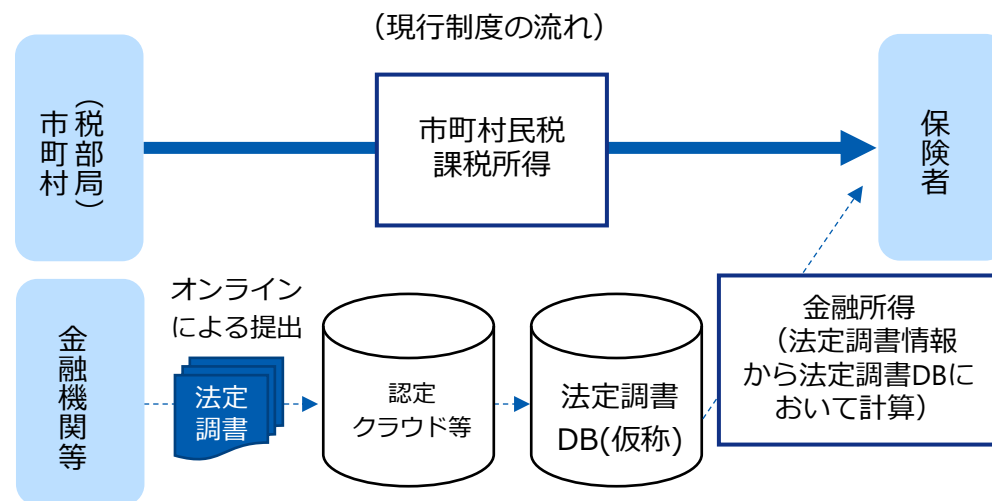 （現行制度の流れ）
市町村
（税部局）
市町村民税
課税所得
保険者
金融機関等
オンライン
による提出
法定
調書
認定
クラウド等
法定調書
DB(仮称)
金融所得
（法定調書情報
から法定調書DBに
おいて計算）